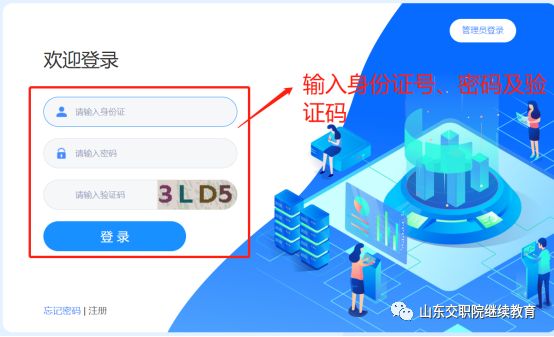 管理员登录
欢迎登录
输入身份证号、密码及验
证码
请输入身份证
请输入密码
请输入验证码
3LD5
登录
忘记密码 | 注册
山东交职院继续教育